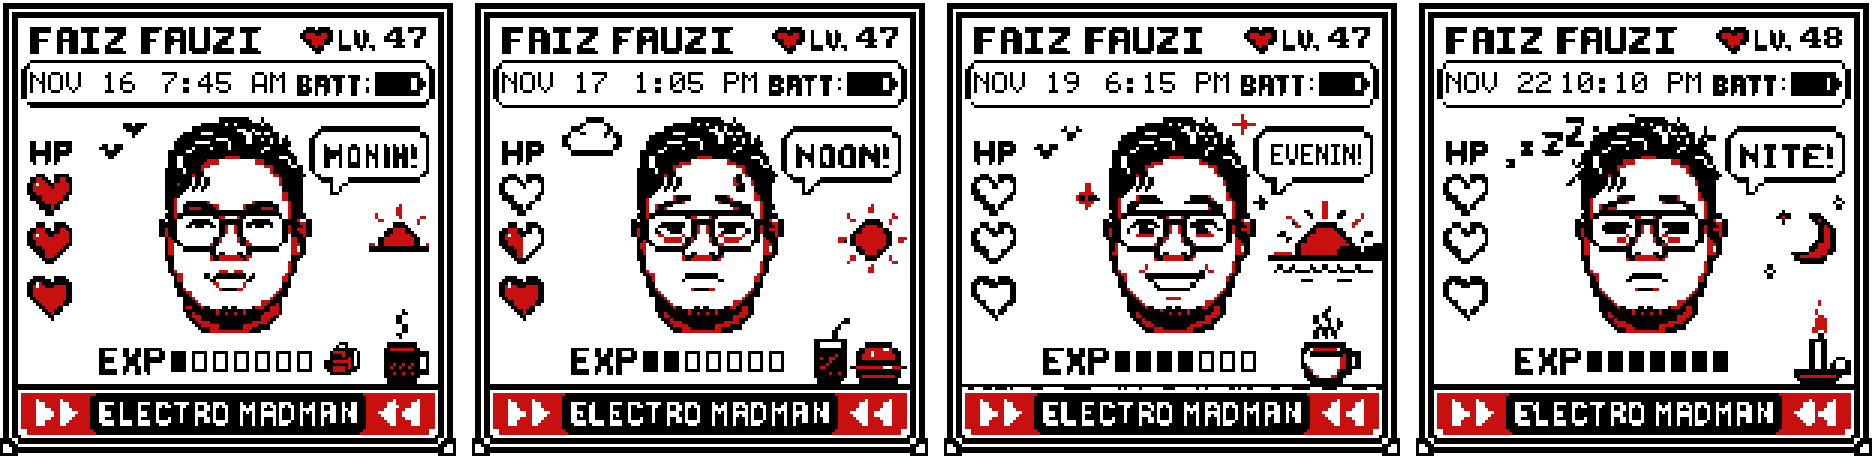 FAIZ FAUZI LV. 47
NOV 16 7:45 AM BATT:
HP
MONIN!
EXP
ELECTRO MADMAN
FAIZ FAUZI LV. 47
NOV 17 1:05 PM BATT:
HP
NOON!
EXP
ELECTRO MADMAN
FAIZ FAUZI LV. 47
NOV 19 6:15 PM BATT:
HP
EVENIN!
EXP
ELECTRO MADMAN
FAIZ FAUZI LV. 48
NOV 22 10:10 PM BATT:
HP
zzZ
NITE!
EXP
ELECTRO MADMAN